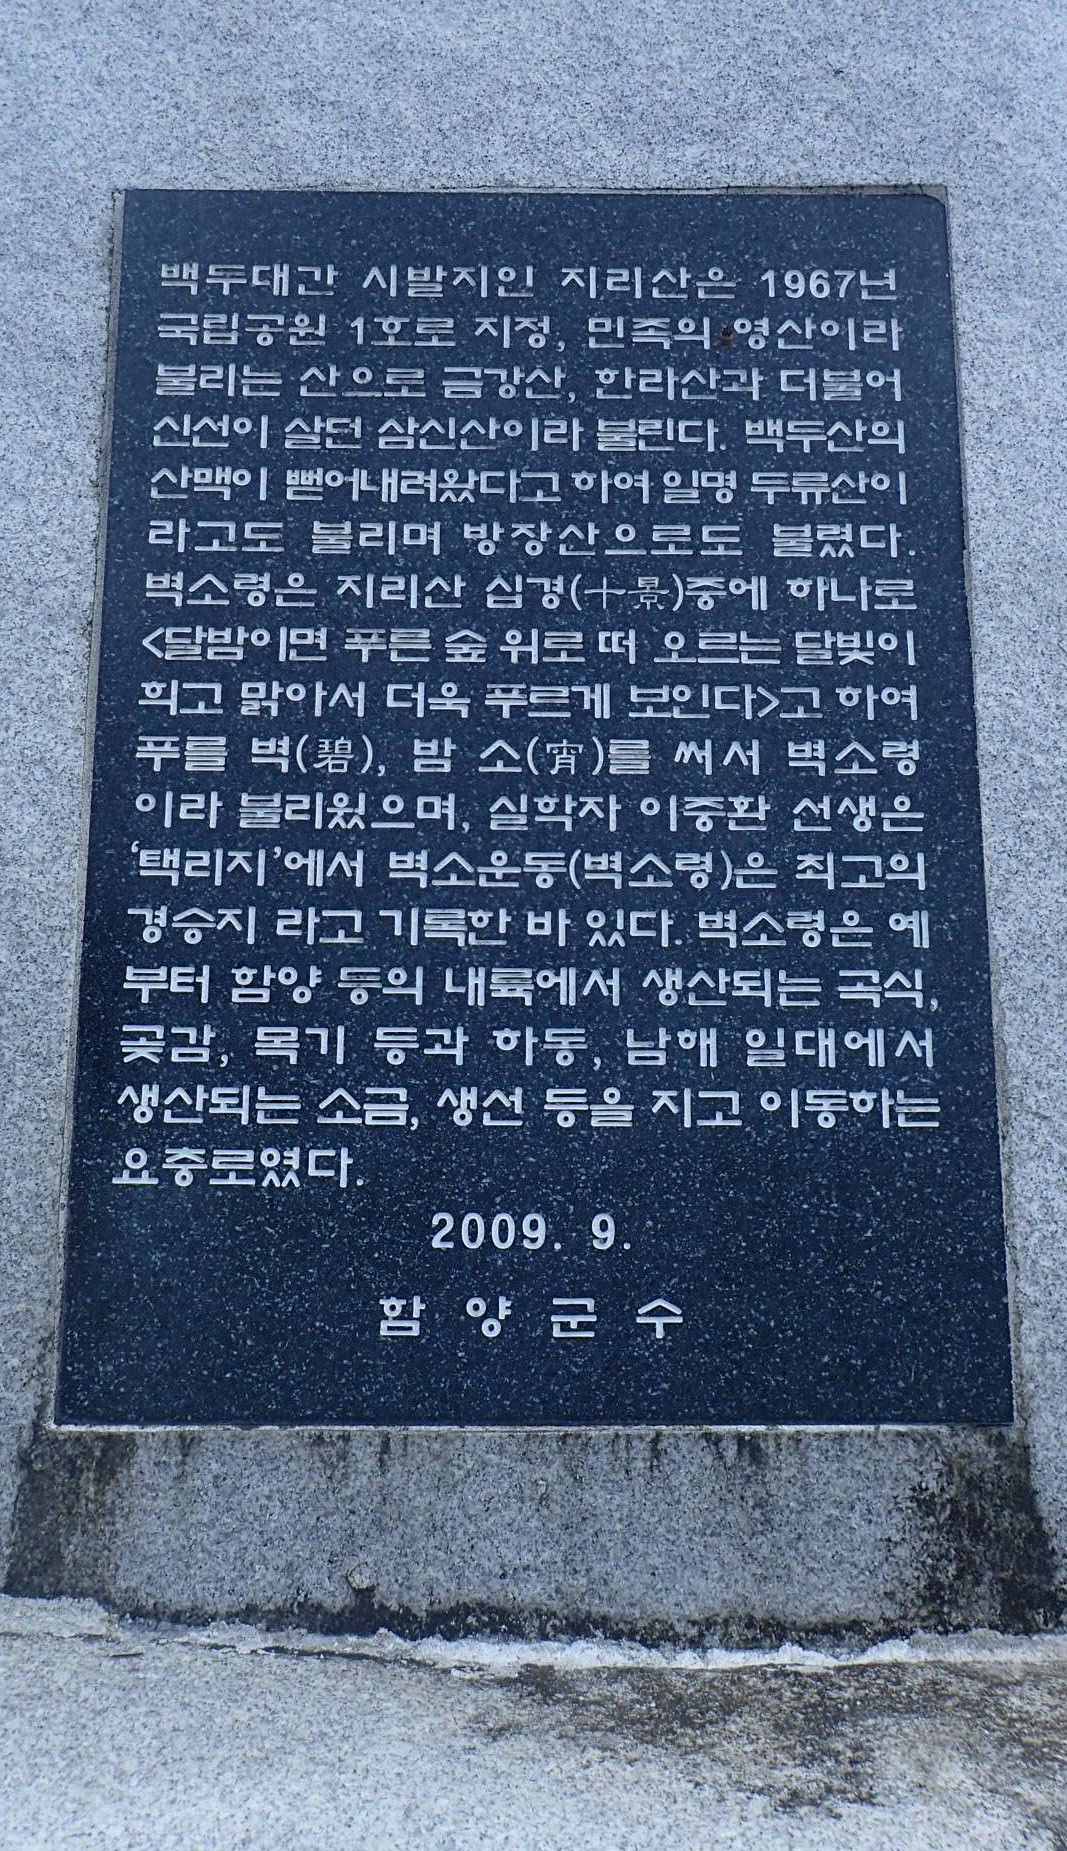 백두대간 시발지인 지리산은 1967년
국립공원 1호로 지정, 민족의 영산이라
불리는 산으로 금강산, 한라산과 더불어
신선이 살던 삼신산이라 불린다. 백두산의
산맥이 뻗어내려왔다고 하여 일명 두류산이
라고도 불리며 방장산으로도 불렸다.
벽소령은 지리산 십경(十景)중에 하나로
<달밤이면 푸른 숲 위로 떠 오르는 달빛이
희고 맑아서 더욱 푸르게 보인다>고 하여
푸를 벽(碧), 밤 소(宵)를 써서 벽소령
이라 불리웠으며, 실학자 이중환 선생은
'택리지'에서 벽소운동(벽소령)은 최고의
경승지 라고 기록한 바 있다. 벽소령은 예
부터 함양 등의 내륙에서 생산되는 곡식,
곶감, 목기 등과 하동, 남해 일대에서
생산되는 소금, 생선 등을 지고 이동하는
요충로였다.
2009. 9.
함 양 군 수